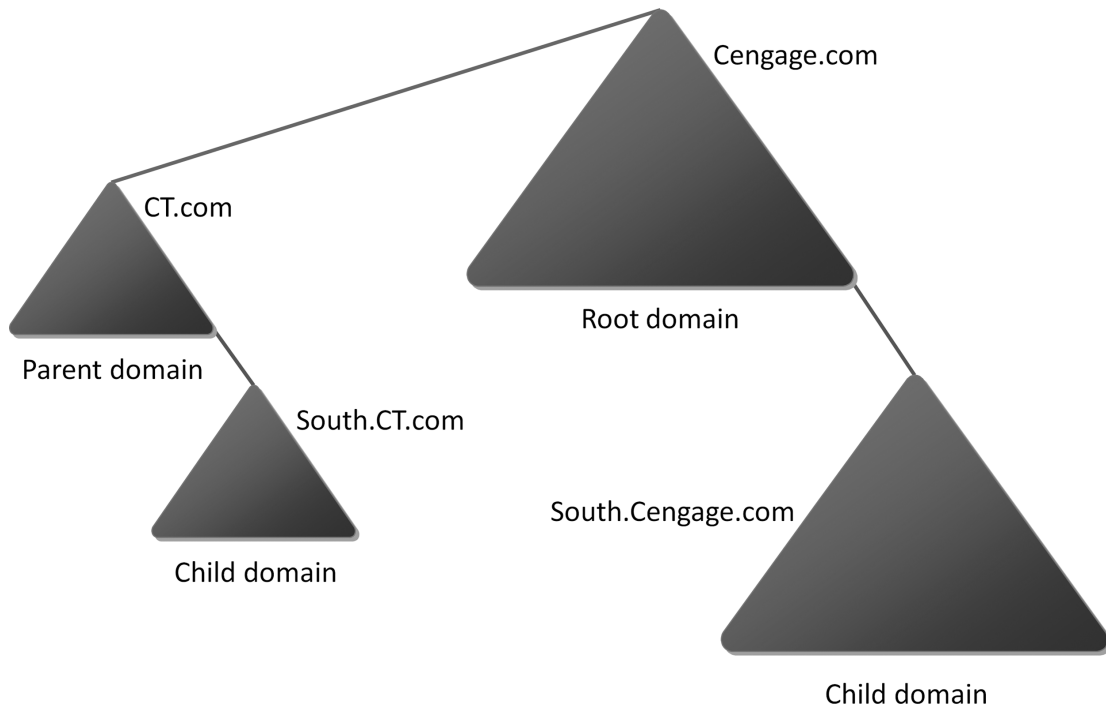 Cengage.com
CT.com
Root domain
Parent domain
South.CT.com
South.Cengage.com
Child domain
Child domain